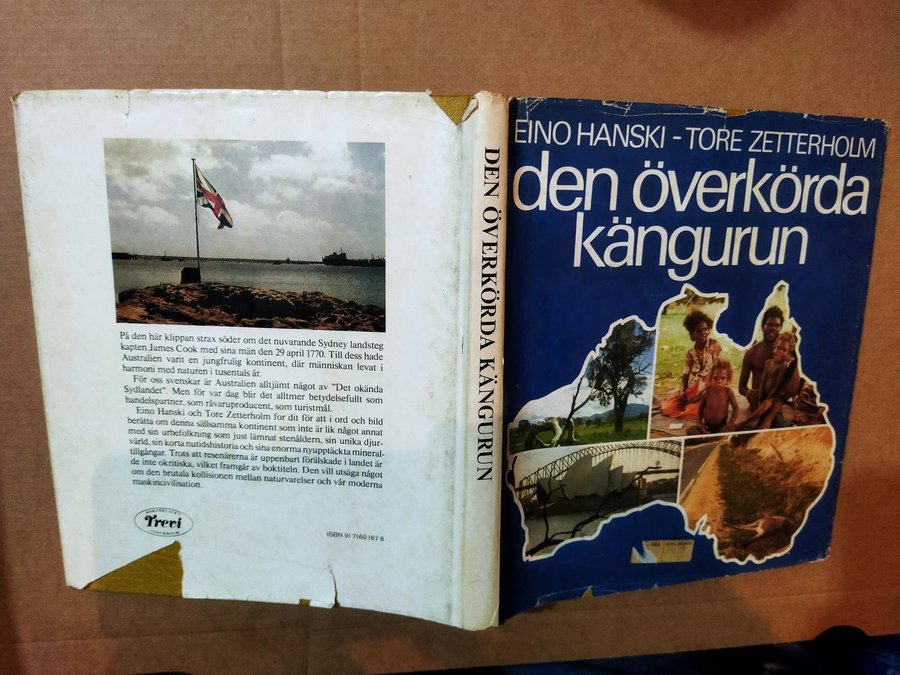 På den här klippan strax söder om det nuvarande Sydney landsteg
kapten James Cook med sina män den 29 april 1770. Till dess hade
Australien varit en jungfrulig kontinent, där människan levat i
harmoni med naturen i tusentals år.
För oss svenskar är Australien alltjämt något av "Det okända
Sydlandet". Men för var dag blir det alltmer betydelsefullt som
handelspartner, som råvaruproducent, som turistmål.
Eino Hanski och Tore Zetterholm for dit för att i ord och bild
berätta om denna sällsamma kontinent som inte är lik något annat
med sin urbefolkning som just lämnat stenåldern, sin unika djur-
värld, sin korta nutidshistoria och sina enorma nyupptäckta mineral-
tillgångar. Trots att resenärerna är uppenbart förälskade i landet är
de inte okritiska, vilket framgår av boktiteln. Den vill utsäga något
om den brutala kollisionen mellan naturvarelser och vår moderna
maskincivilisation.
BOKFÖRLAGET
Trevi
STOCKHOLM
ISBN 91 7160 167 8
DEN ÖVERKÖRDA KÄNGURUN
EINO HANSKI - TORE ZETTERHOLM
den överkörda
kängurun